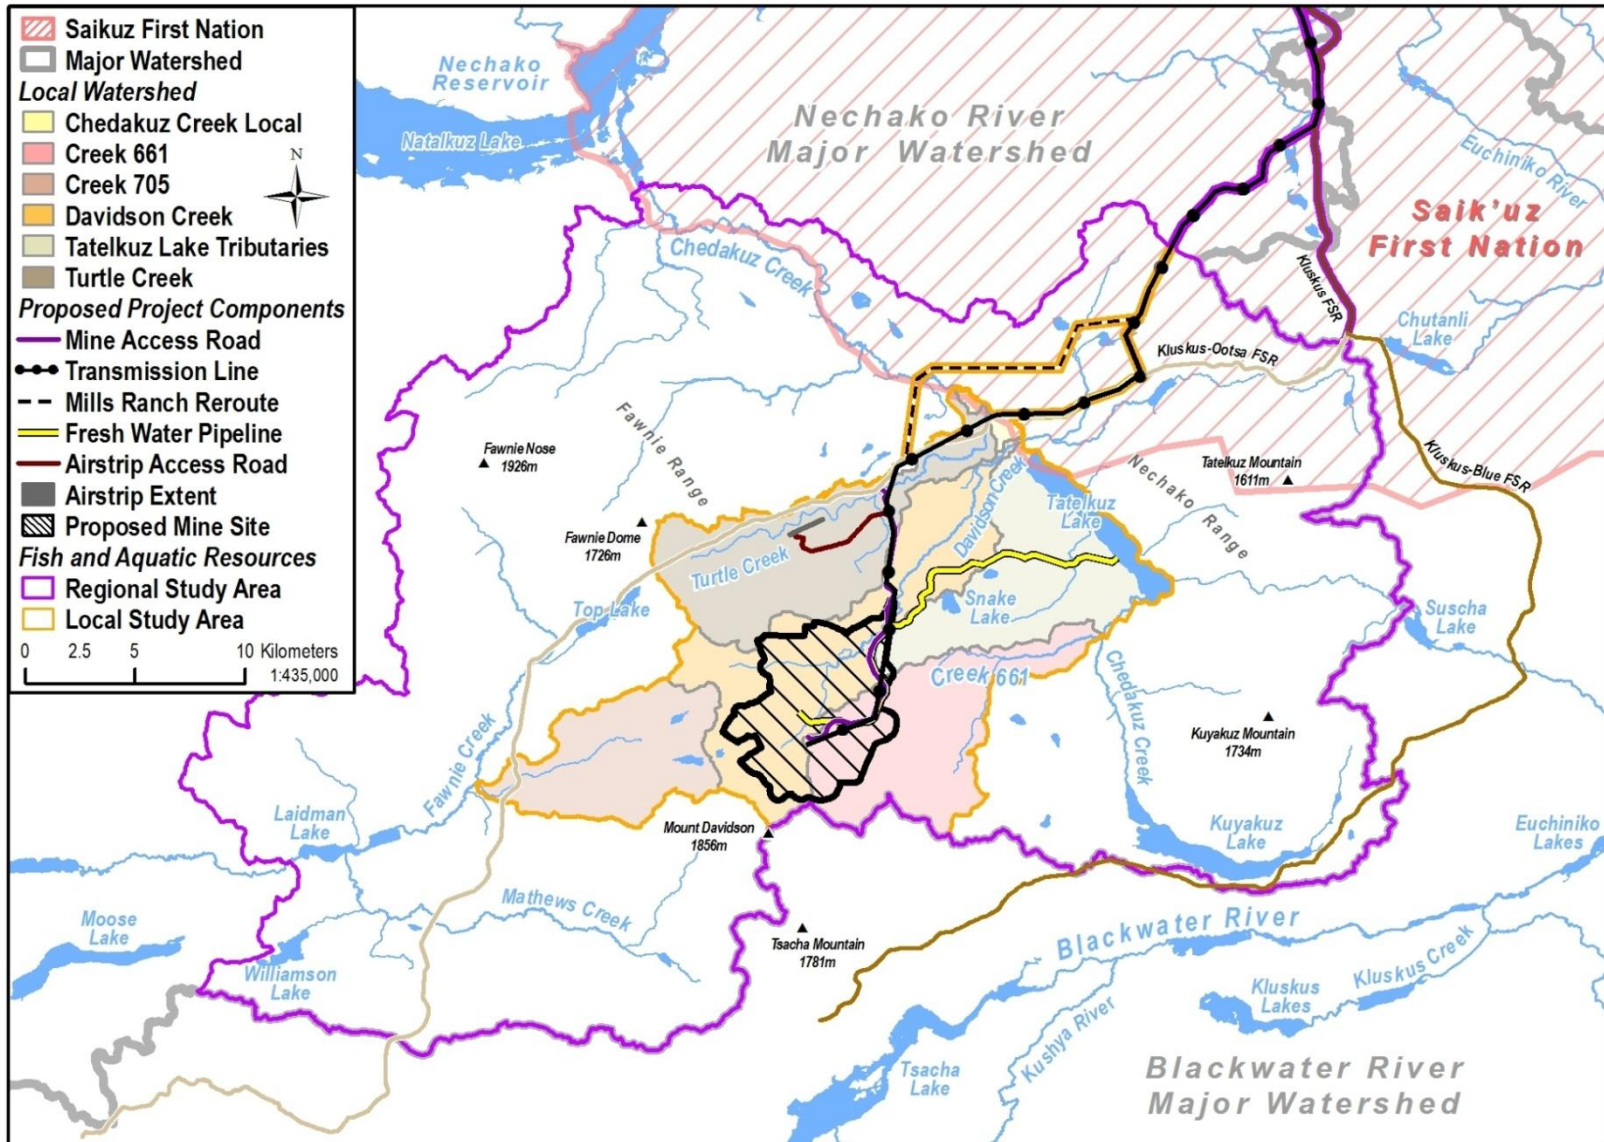 Saikuz First Nation
Major Watershed
Local Watershed
Chedakuz Creek Local
Creek 661
Creek 705
Davidson Creek
Tatelkuz Lake Tributaries
Turtle Creek
Proposed Project Components
Mine Access Road
Transmission Line
Mills Ranch Reroute
Fresh Water Pipeline
Airstrip Access Road
Airstrip Extent
Proposed Mine Site
Fish and Aquatic Resources
Regional Study Area
Local Study Area
0 2.5 5 10 Kilometers
1:435,000
N
Nechako
Reservoir
Natalkuz Lake
Nechako River
Major Watershed
Euchiniko River
Saik'uz
First Nation
Chedakuz Creek
Kluskus FSR
Chutanli
Lake
Kluskus-Ootsa FSR
Fawnie Nose
1926m
Fawnie Range
Nechako Range
Tatelkuz Mountain
1611m
Kluskus-Blue FSR
Davidson Creek
Tatelkuz
Lake
Fawnie Dome
1726m
Turtle Creek
Top Lake
Snake
Lake
Suscha
Lake
Creek 661
Chedakuz Creek
Kuyakuz Mountain
1734m
Fawnie Creek
Laidman
Lake
Mount Davidson
1856m
Kuyakuz
Lake
Euchiniko
Lakes
Mathews Creek
Moose
Lake
Williamson
Lake
Tsacha Mountain
1781m
Blackwater River
Kluskus
Lakes
Kluskus Creek
Kushya River
Tsacha
Lake
Blackwater River
Major Watershed